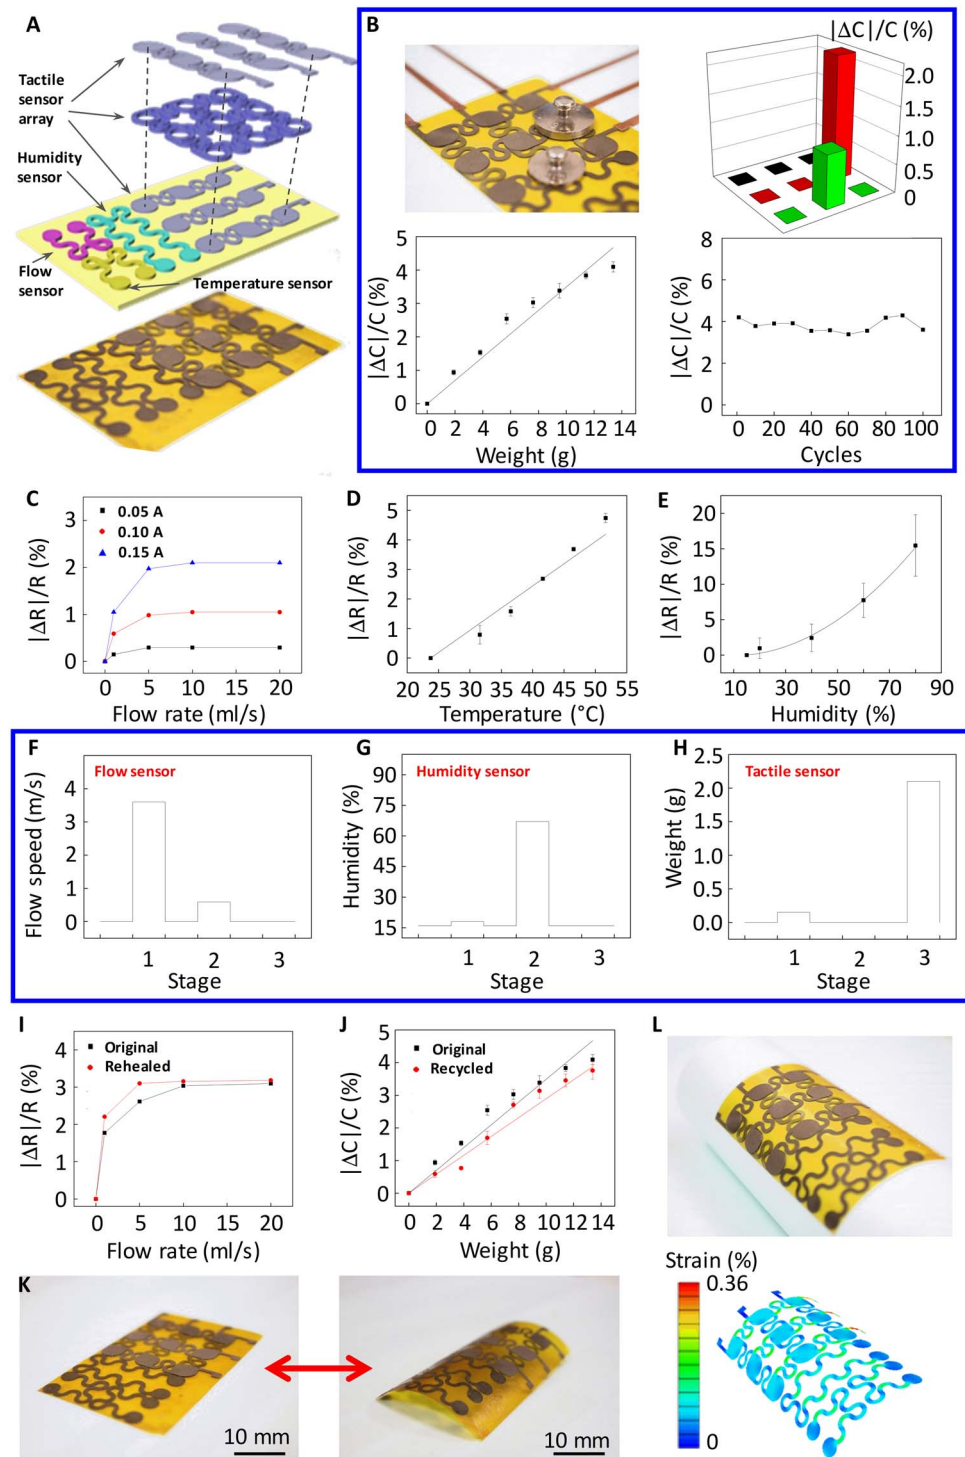 A
Tactile
sensor
array
Humidity
sensor
Flow
sensor
Temperature sensor
B
|ΔC|/C (%)
2.0
1.5
1.0
0.5
0
|ΔC|/C (%)
5
4
3
2
1
0
0 2 4 6 8 10 12 14
Weight (g)
|ΔC|/C (%)
8
6
4
2
0
0 20 40 60 80 100
Cycles
C
0.05 A
0.10 A
0.15 A
|ΔR|/R (%)
3
2
1
0
0 5 10 15 20
Flow rate (ml/s)
D
|ΔR|/R (%)
5
4
3
2
1
0
20 25 30 35 40 45 50 55
Temperature (°C)
E
|ΔR|/R (%)
20
15
10
5
0
10 30 50 70 90
Humidity (%)
F
Flow sensor
Flow speed (m/s)
4
3
2
1
0
1 2 3
Stage
G
Humidity sensor
Humidity (%)
90
75
60
45
30
15
1 2 3
Stage
H
Tactile sensor
Weight (g)
2.5
2.0
1.5
1.0
0.5
0.0
1 2 3
Stage
I
Original
Rehealed
|ΔR|/R (%)
4
3
2
1
0
0 5 10 15 20
Flow rate (ml/s)
J
Original
Recycled
|ΔC|/C (%)
5
4
3
2
1
0
0 2 4 6 8 10 12 14
Weight (g)
K
10 mm
10 mm
L
Strain (%)
0.36
0